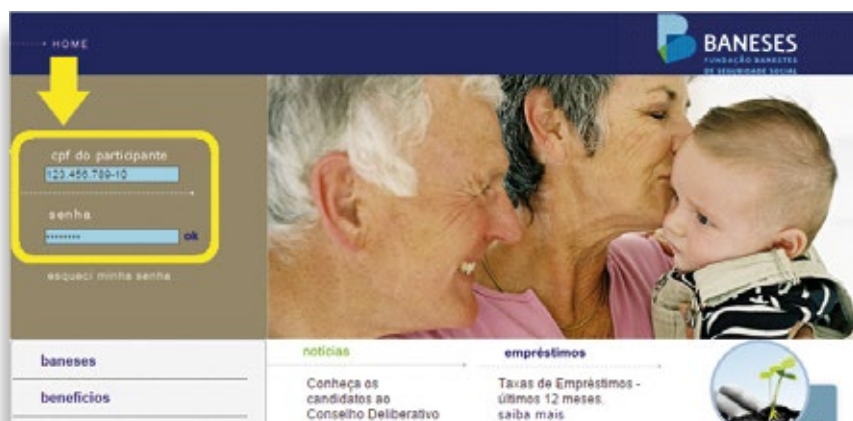 HOME
BANESES
FUNDAÇÃO BANESTES
DE SEGURIDADE SOCIAL
cpf do participante
123.456.789-10
senha
••••••••
ok
esqueci minha senha
baneses
benefícios
notícias
Conheça os
candidatos ao
Conselho Deliberativo
empréstimos
Taxas de Empréstimos -
últimos 12 meses.
saiba mais